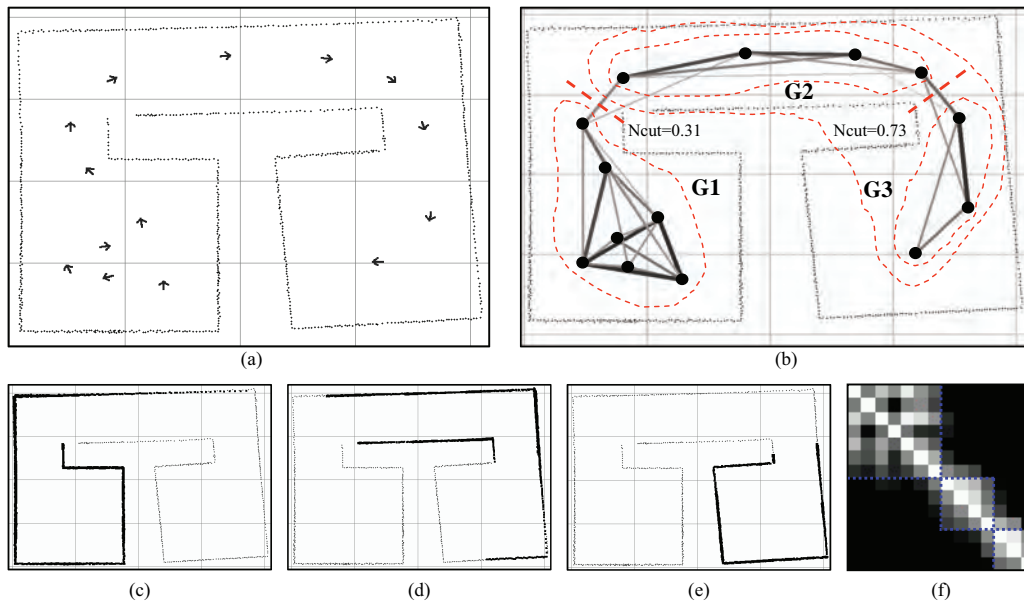 G2
Ncut=0.31
Ncut=0.73
G1
G3
(a)
(b)
(c)
(d)
(e)
(f)